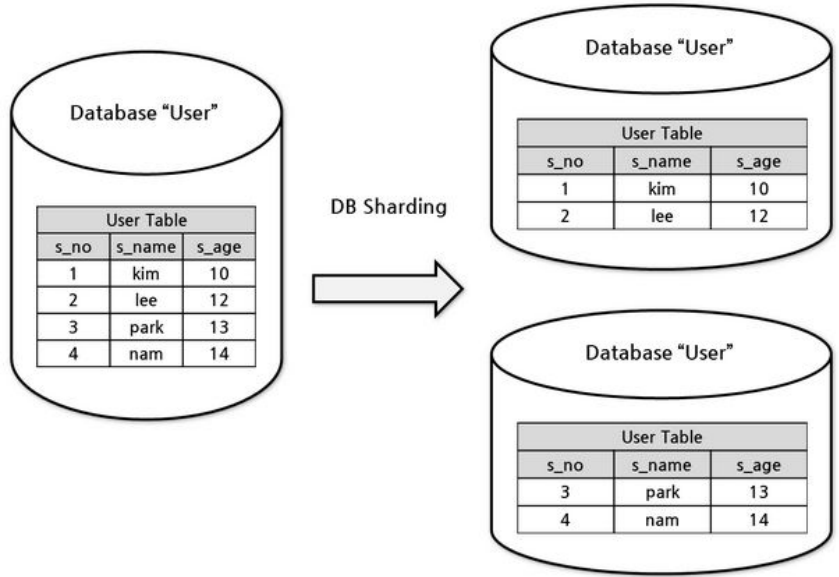 Database “User”
User Table
s_no s_name s_age
1 kim 10
2 lee 12
3 park 13
4 nam 14
DB Sharding
Database “User”
User Table
s_no s_name s_age
1 kim 10
2 lee 12
Database “User”
User Table
s_no s_name s_age
3 park 13
4 nam 14